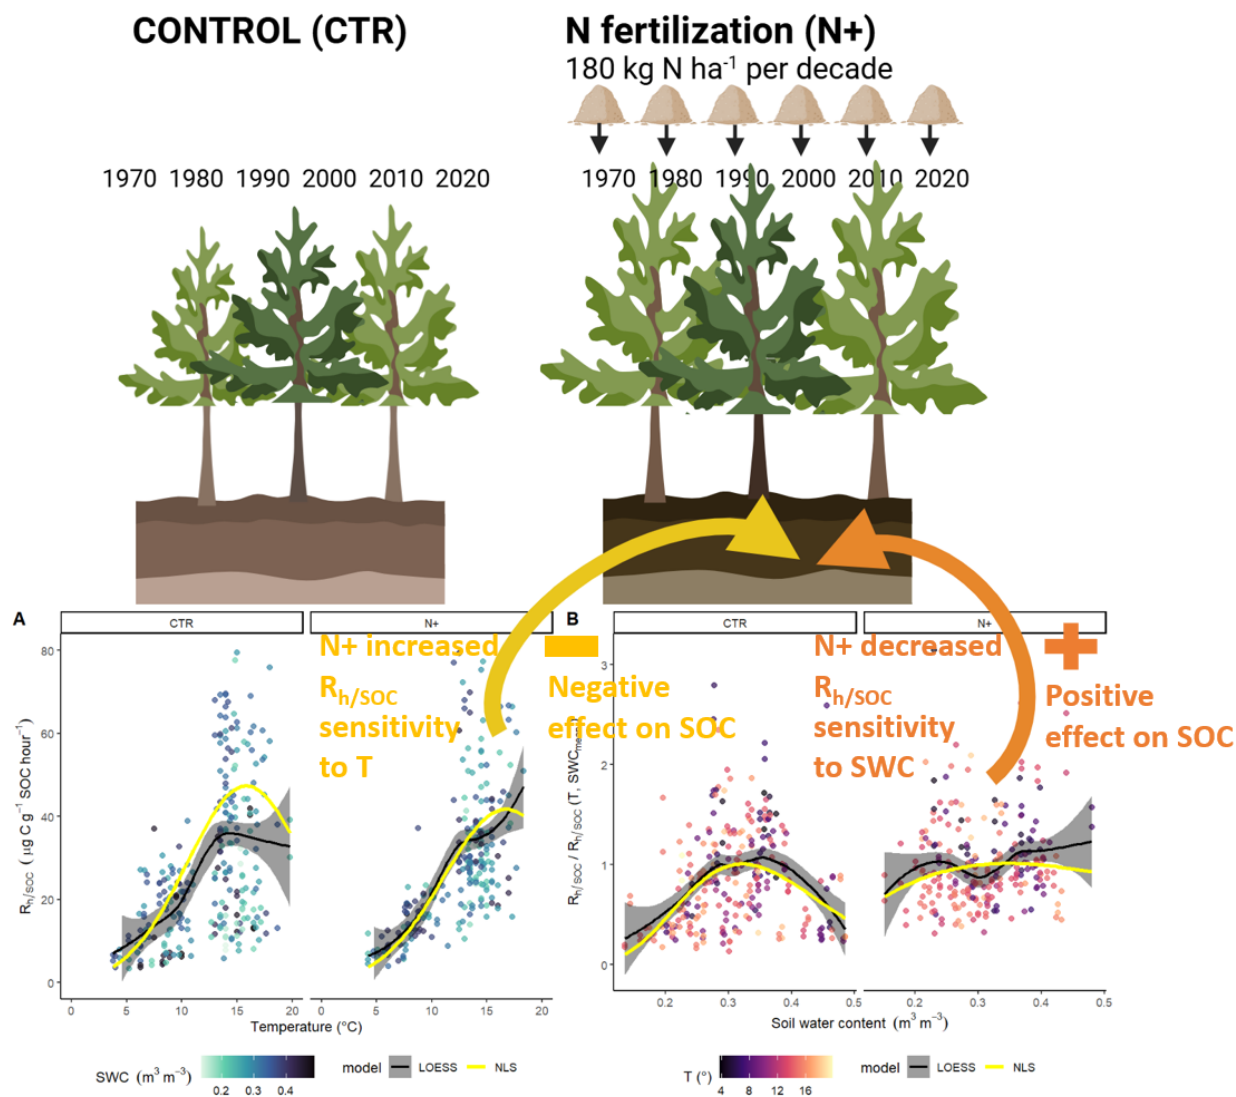 CONTROL (CTR)
N fertilization (N+)
180 kg N ha⁻¹ per decade
1970 1980 1990 2000 2010 2020
1970 1980 1990 2000 2010 2020
A
CTR
N+
N+ increased
Rh/SOC
sensitivity
to T
Negative
effect on SOC
80
60
40
20
0
Rh/SOC ( μg C g⁻¹ SOC hour⁻¹)
0 5 10 15 20
0 5 10 15 20
Temperature (°C)
SWC (m³ m⁻³)
0.2 0.3 0.4
model LOESS NLS
B
CTR
N+
N+ decreased
Rh/SOC
sensitivity
to SWC
Positive
effect on SOC
3
2
1
0
Rh/SOC / Rh/SOC (T, SWC
0.2 0.3 0.4 0.5
0.2 0.3 0.4 0.5
Soil water content (m³ m⁻³)
T (°)
4 8 12 16
model LOESS NLS